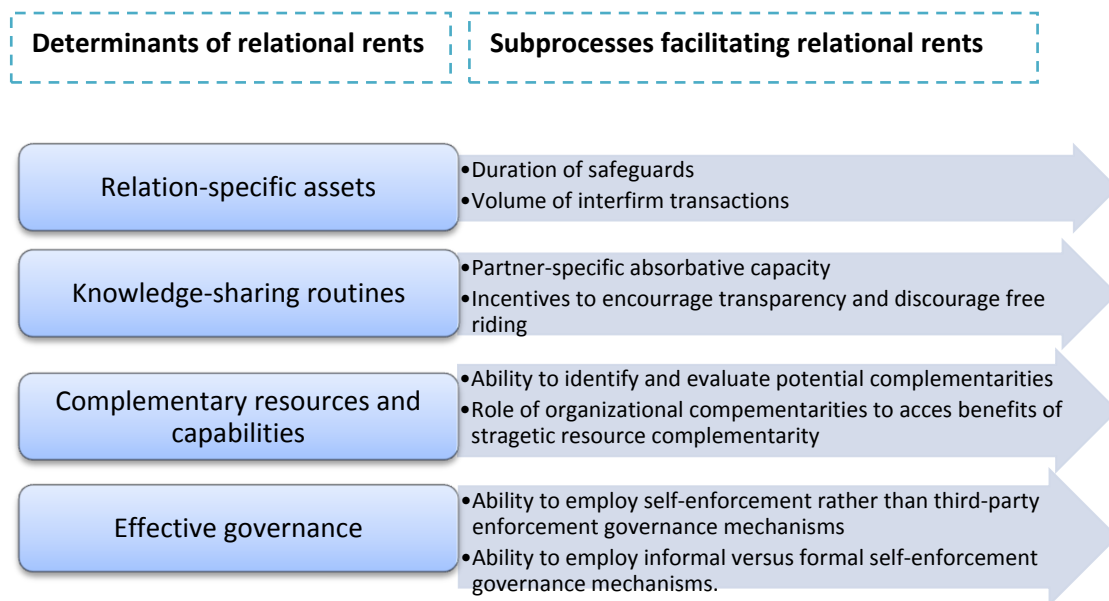 Determinants of relational rents
Subprocesses facilitating relational rents
Relation-specific assets
•Duration of safeguards
•Volume of interfirm transactions
Knowledge-sharing routines
•Partner-specific absorbative capacity
•Incentives to encourrage transparency and discourage free
riding
Complementary resources and
capabilities
•Ability to identify and evaluate potential complementarities
•Role of organizational compementarities to acces benefits of
stragetic resource complementarity
Effective governance
•Ability to employ self-enforcement rather than third-party
enforcement governance mechanisms
•Ability to employ informal versus formal self-enforcement
governance mechanisms.